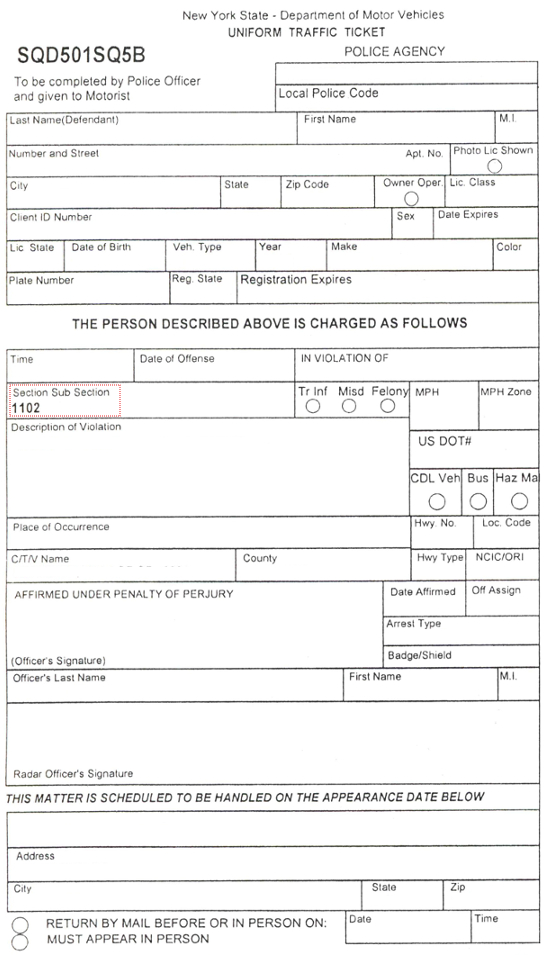 New York State - Department of Motor Vehicles
UNIFORM TRAFFIC TICKET
SQD501SQ5B
POLICE AGENCY
To be completed by Police Officer
and given to Motorist
Local Police Code
Last Name(Defendant) First Name M.I.
Number and Street Apt. No. Photo Lic Shown
City State Zip Code Owner Oper. Lic. Class
Client ID Number Sex Date Expires
Lic State Date of Birth Veh. Type Year Make Color
Plate Number Reg. State Registration Expires
THE PERSON DESCRIBED ABOVE IS CHARGED AS FOLLOWS
Time Date of Offense IN VIOLATION OF
Section Sub Section Tr Inf Misd Felony MPH MPH Zone
1102
Description of Violation
US DOT#
CDL Veh Bus Haz Ma
Place of Occurrence Hwy. No. Loc. Code
C/T/V Name County Hwy Type NCIC/ORI
AFFIRMED UNDER PENALTY OF PERJURY Date Affirmed Off Assign
Arrest Type
(Officer's Signature) Badge/Shield
Officer's Last Name First Name M.I.
Radar Officer's Signature
THIS MATTER IS SCHEDULED TO BE HANDLED ON THE APPEARANCE DATE BELOW
Address
City State Zip
RETURN BY MAIL BEFORE OR IN PERSON ON: Date Time
MUST APPEAR IN PERSON